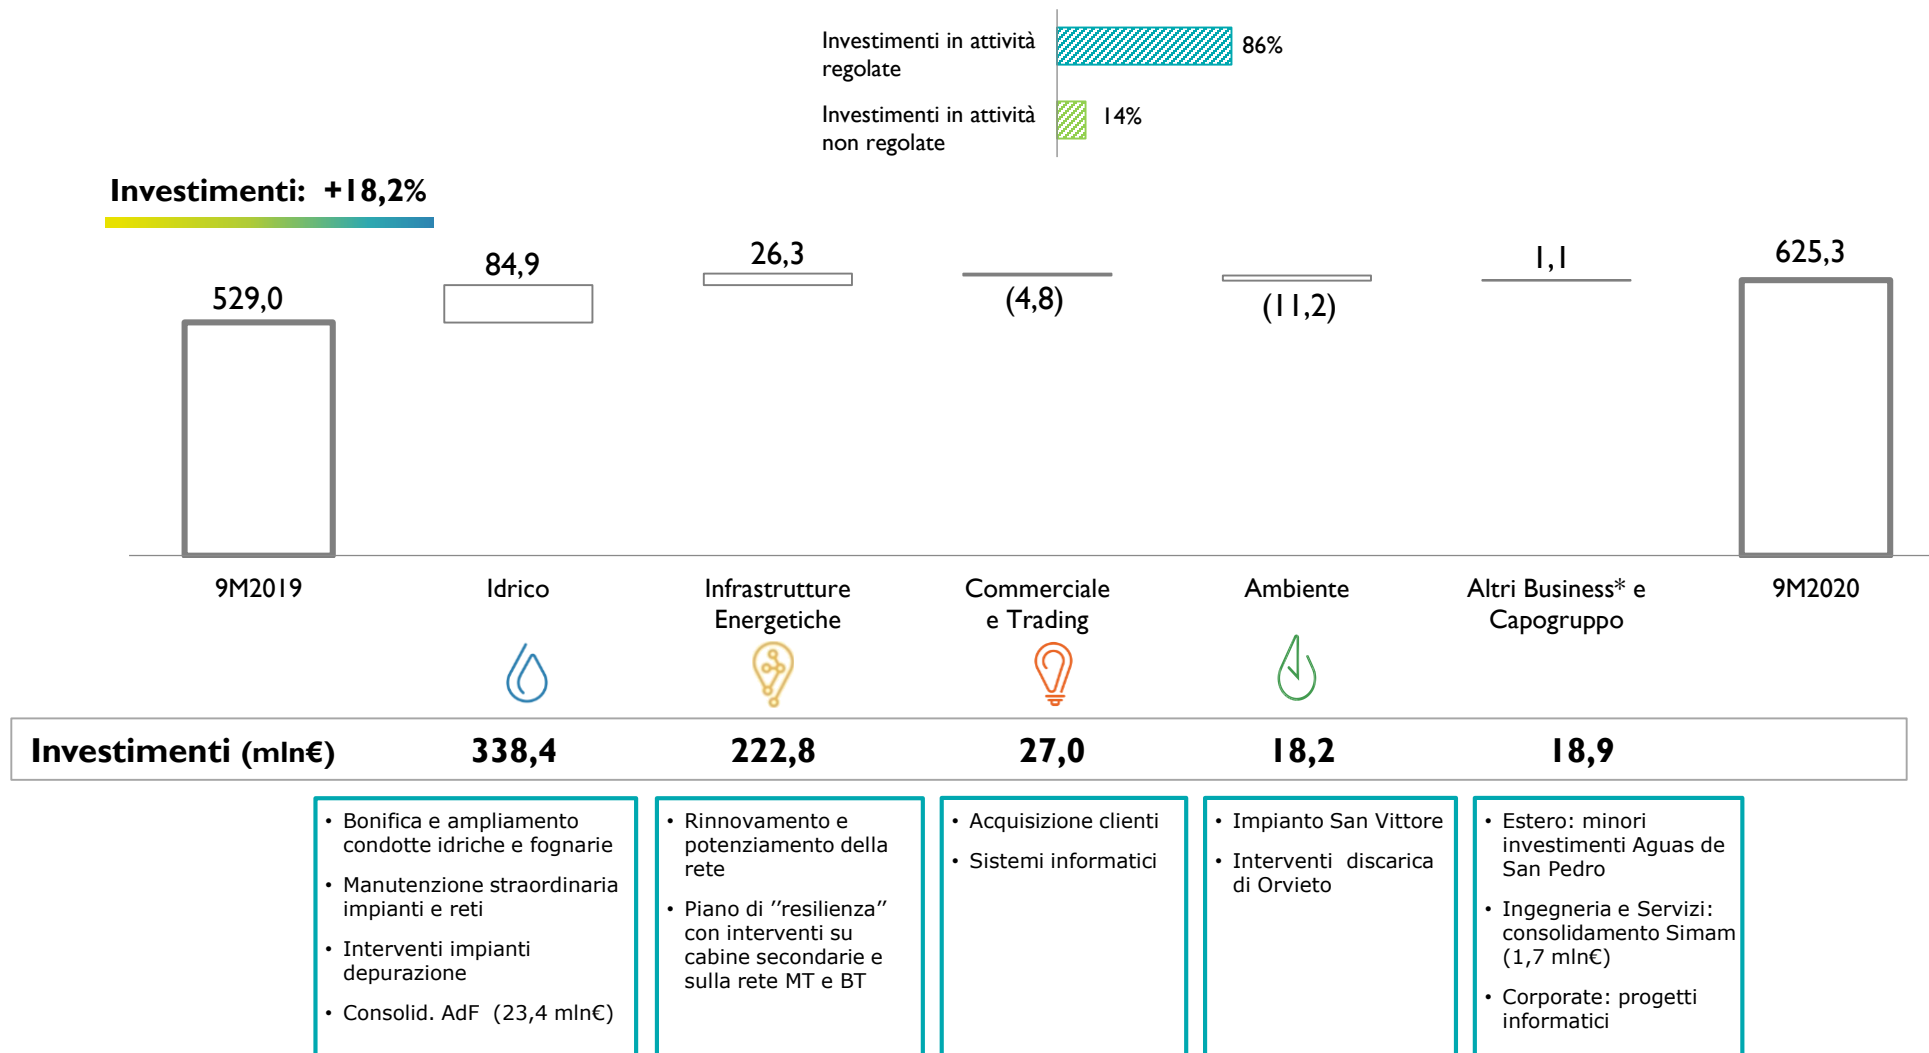 Investimenti in attività
regolate
86%
Investimenti in attività
non regolate
14%
Investimenti: +18,2%
529,0
84,9
26,3
(4,8)
(11,2)
1,1
625,3
9M2019
Idrico
Infrastrutture
Energetiche
Commerciale
e Trading
Ambiente
Altri Business* e
Capogruppo
9M2020
Investimenti (mln€)
338,4
222,8
27,0
18,2
18,9
• Bonifica e ampliamento
condotte idriche e fognarie
• Manutenzione straordinaria
impianti e reti
• Interventi impianti
depurazione
• Consolid. AdF (23,4 mln€)
• Rinnovamento e
potenziamento della
rete
• Piano di ″resilienza″
con interventi su
cabine secondarie e
sulla rete MT e BT
• Acquisizione clienti
• Sistemi informatici
• Impianto San Vittore
• Interventi discarica
di Orvieto
• Estero: minori
investimenti Aguas de
San Pedro
• Ingegneria e Servizi:
consolidamento Simam
(1,7 mln€)
• Corporate: progetti
informatici